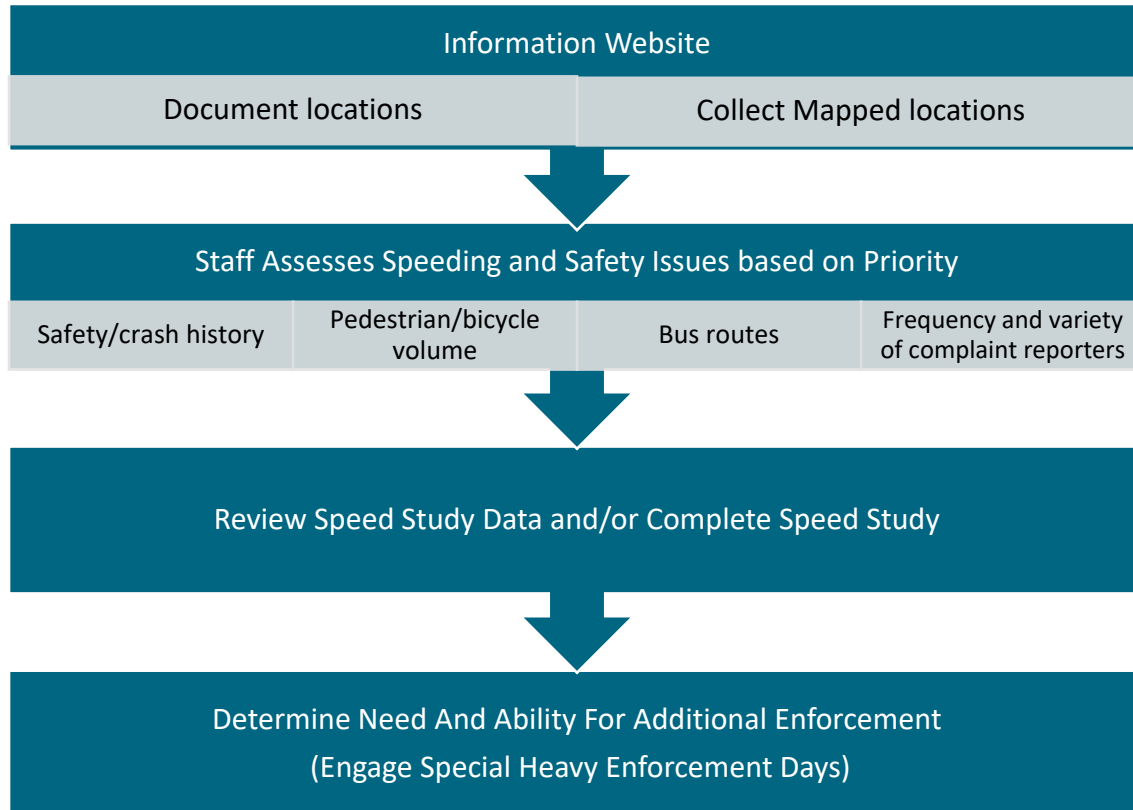 Information Website
Document locations
Collect Mapped locations
Staff Assesses Speeding and Safety Issues based on Priority
Safety/crash history
Pedestrian/bicycle
volume
Bus routes
Frequency and variety
of complaint reporters
Review Speed Study Data and/or Complete Speed Study
Determine Need And Ability For Additional Enforcement
(Engage Special Heavy Enforcement Days)